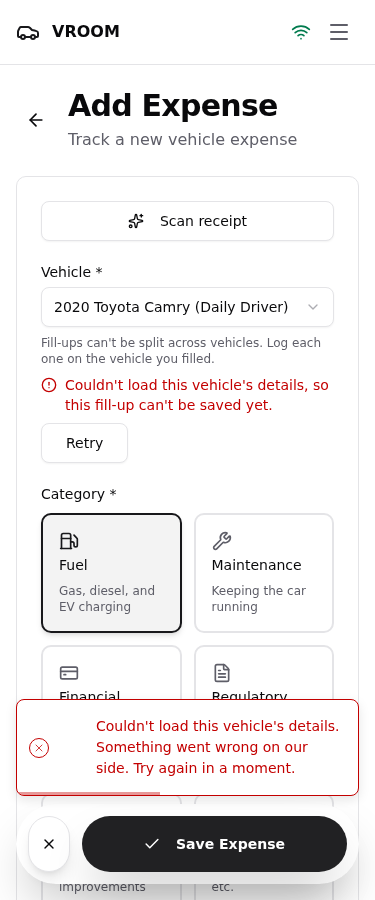 VROOM
Add Expense
Track a new vehicle expense
Scan receipt
Vehicle *
2020 Toyota Camry (Daily Driver)
Fill-ups can't be split across vehicles. Log each
one on the vehicle you filled.
Couldn't load this vehicle's details, so
this fill-up can't be saved yet.
Retry
Category *
Fuel
Gas, diesel, and
EV charging
Maintenance
Keeping the car
running
Financial
Regulatory
Couldn't load this vehicle's details.
Something went wrong on our
side. Try again in a moment.
Save Expense
improvements
etc.